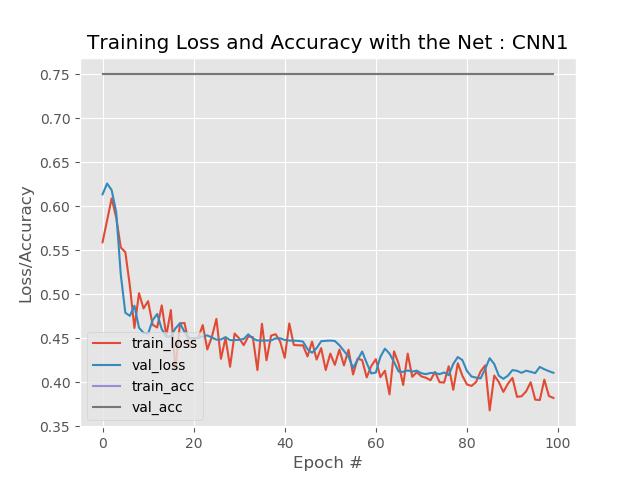 Training Loss and Accuracy with the Net : CNN1
0.75
0.70
0.65
0.60
0.55
0.50
0.45
0.40
0.35
Loss/Accuracy
train_loss
val_loss
train_acc
val_acc
0
20
40
60
80
100
Epoch #